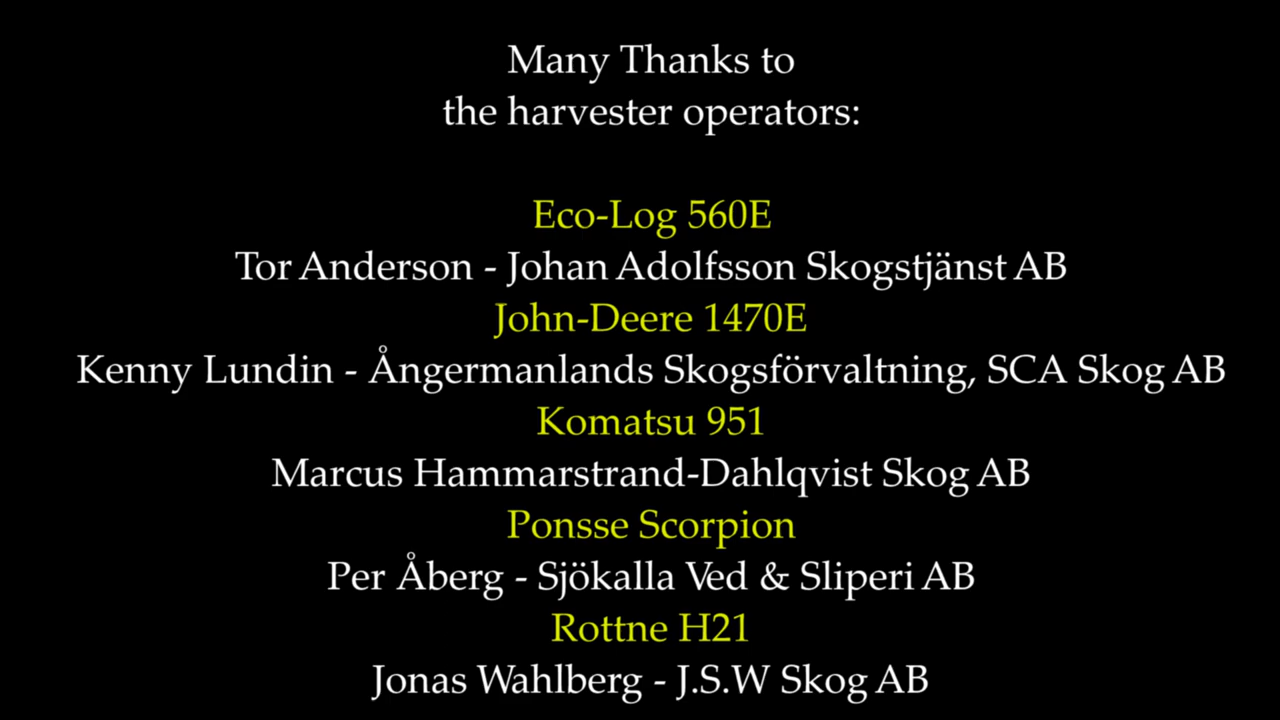 Many Thanks to
the harvester operators:
Eco-Log 560E
Tor Anderson - Johan Adolfsson Skogstjänst AB
John-Deere 1470E
Kenny Lundin - Ångermanlands Skogsförvaltning, SCA Skog AB
Komatsu 951
Marcus Hammarstrand-Dahlqvist Skog AB
Ponsse Scorpion
Per Åberg - Sjökalla Ved & Sliperi AB
Rottne H21
Jonas Wahlberg - J.S.W Skog AB